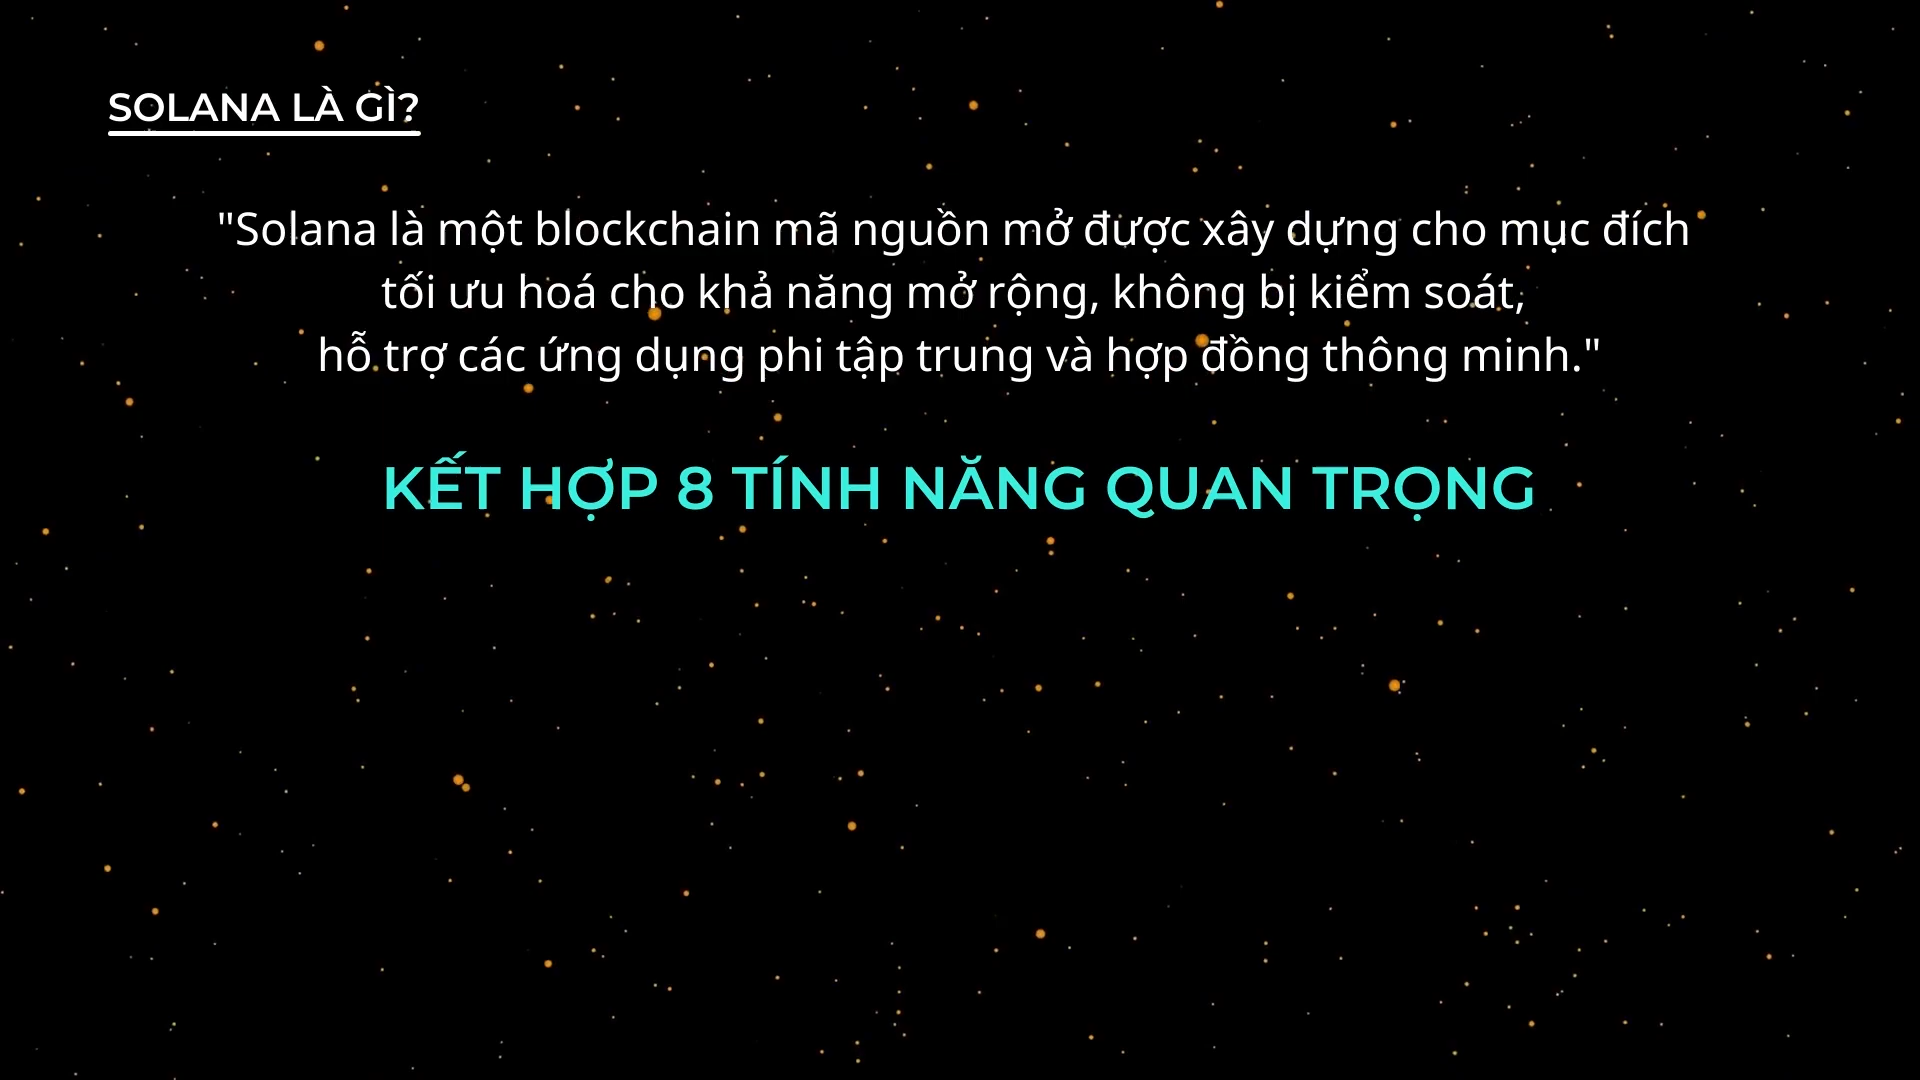 SOLANA LÀ GÌ?
"Solana là một blockchain mã nguồn mở được xây dựng cho mục đích
tối ưu hoá cho khả năng mở rộng, không bị kiểm soát,
hỗ trợ các ứng dụng phi tập trung và hợp đồng thông minh."
KẾT HỢP 8 TÍNH NĂNG QUAN TRỌNG